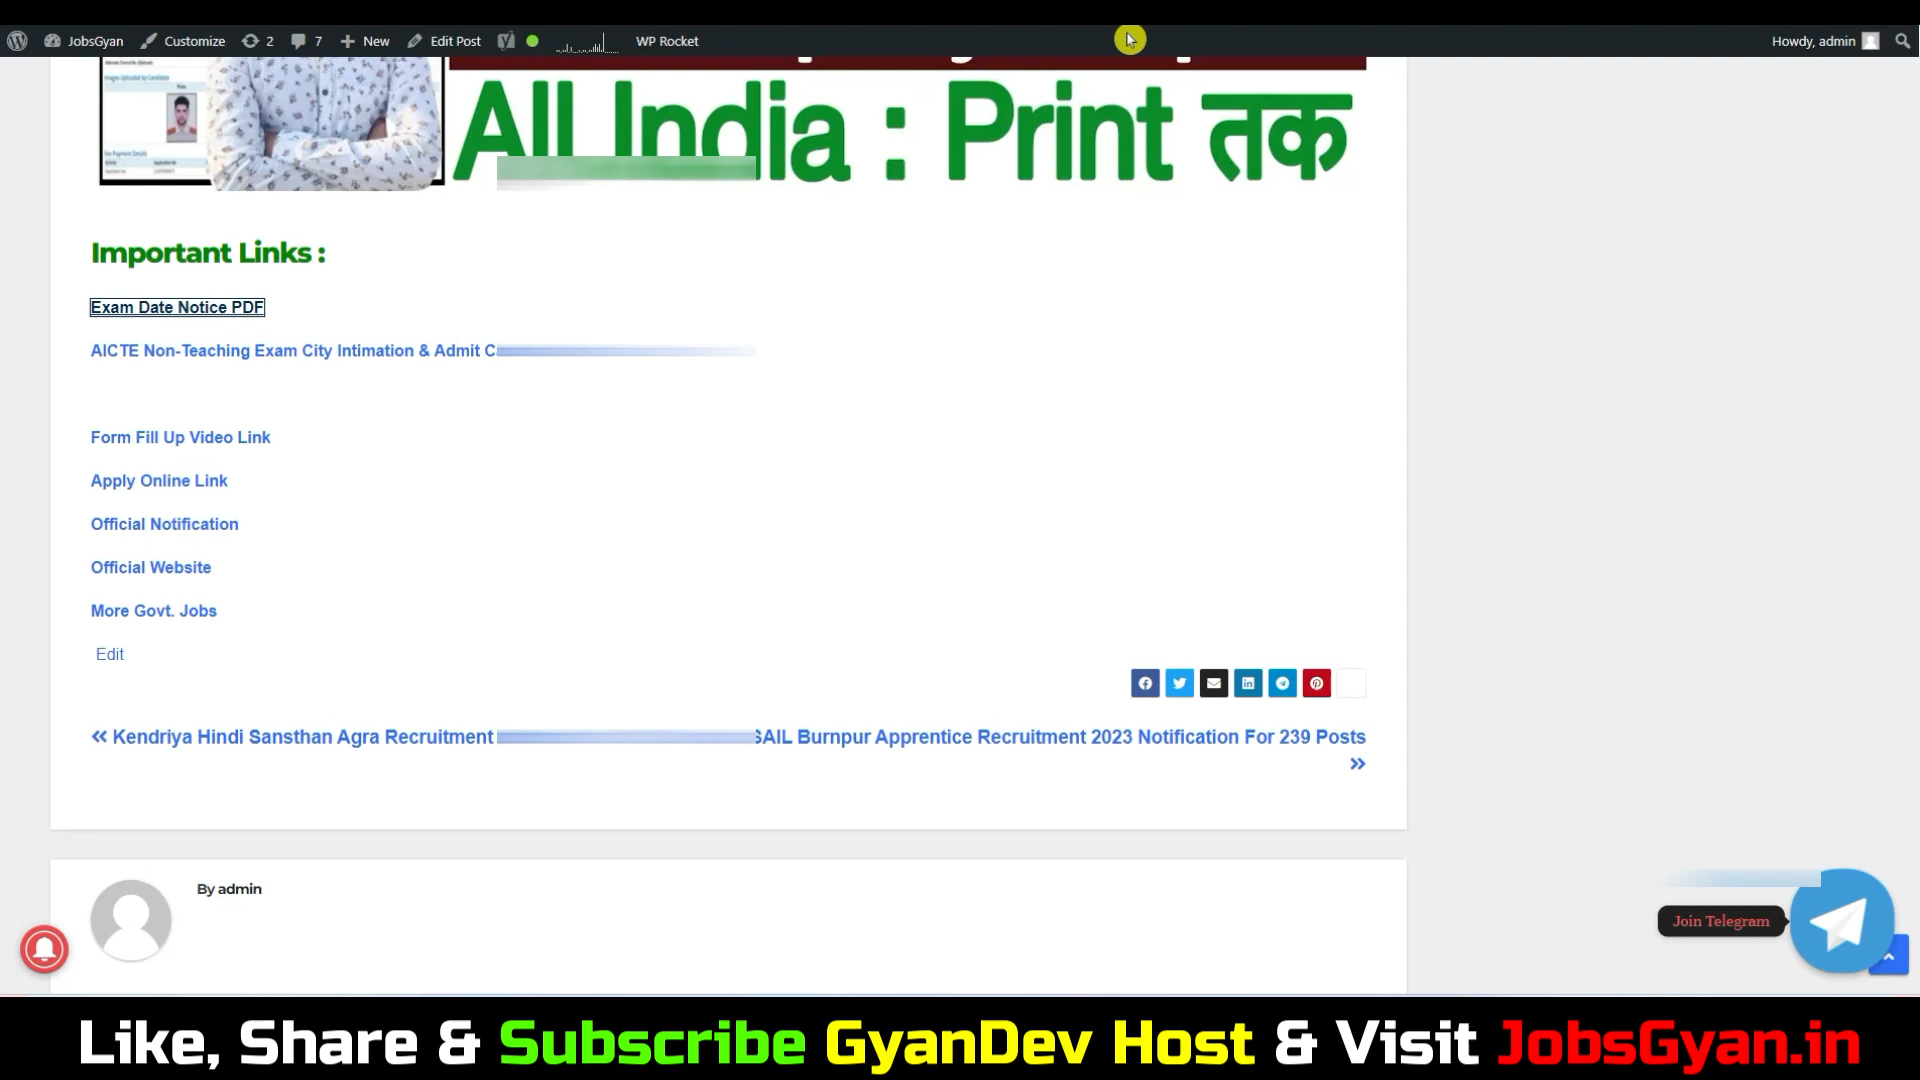 JobsGyan Customize 2 7 New Edit Post WP Rocket Howdy, admin
All India : Print तक
Important Links :
Exam Date Notice PDF
AICTE Non-Teaching Exam City Intimation & Admit
Form Fill Up Video Link
Apply Online Link
Official Notification
Official Website
More Govt. Jobs
Edit
« Kendriya Hindi Sansthan Agra Recruitment
SAIL Burnpur Apprentice Recruitment 2023 Notification For 239 Posts
»
By admin
Join Telegram
Like, Share & Subscribe GyanDev Host & Visit JobsGyan.in